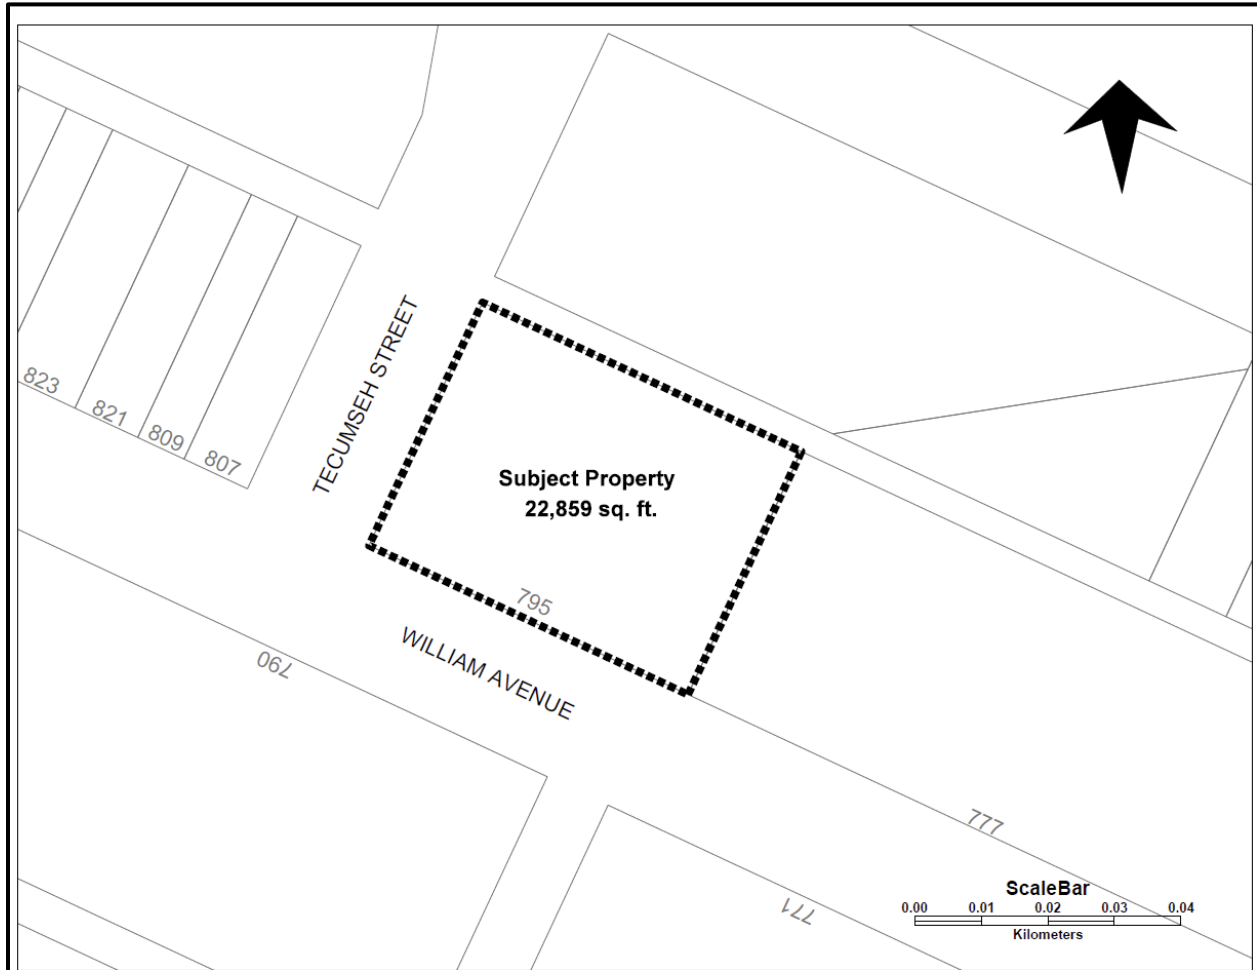 TECUMSEH STREET
823
821
809
807
Subject Property
22,859 sq. ft.
795
WILLIAM AVENUE
790
777
771
ScaleBar
0.00 0.01 0.02 0.03 0.04
Kilometers